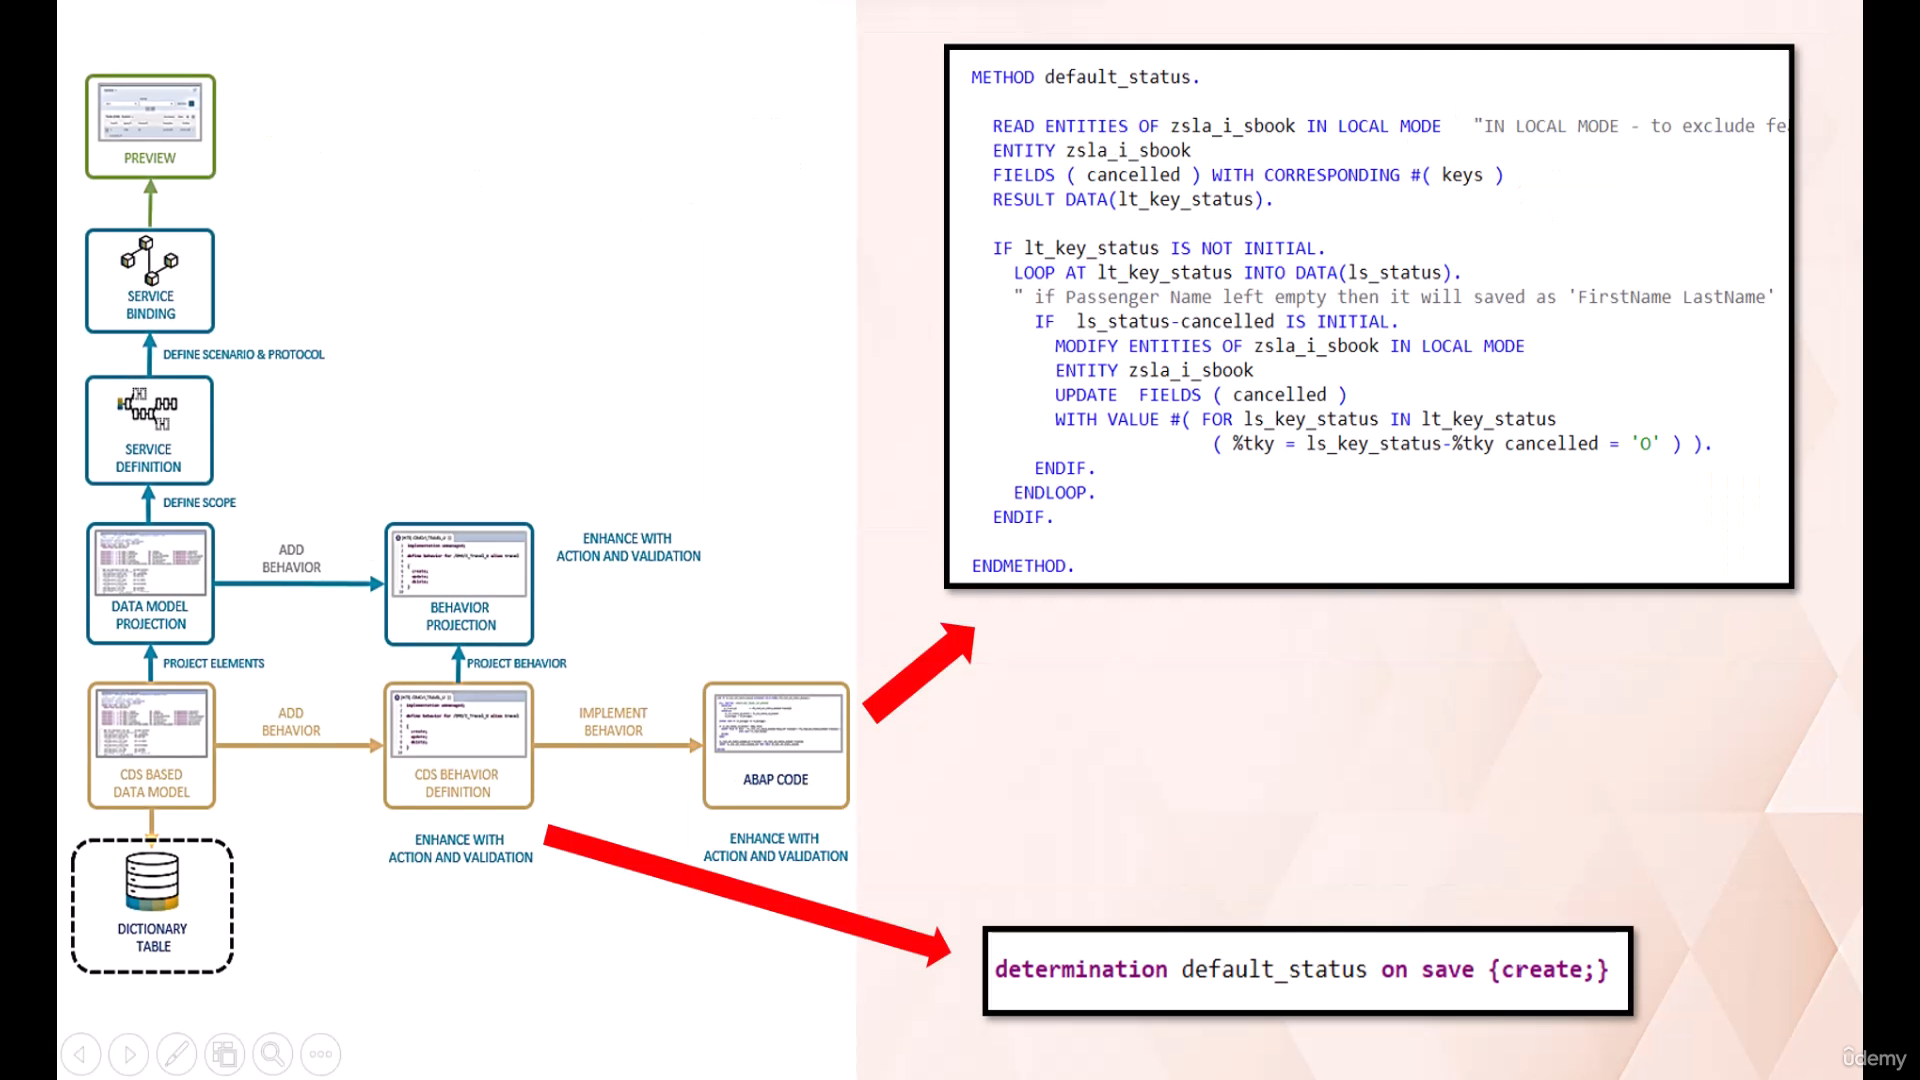 PREVIEW
SERVICE
BINDING
DEFINE SCENARIO & PROTOCOL
SERVICE
DEFINITION
DEFINE SCOPE
DATA MODEL
PROJECTION
ADD
BEHAVIOR
BEHAVIOR
PROJECTION
ENHANCE WITH
ACTION AND VALIDATION
PROJECT ELEMENTS
PROJECT BEHAVIOR
CDS BASED
DATA MODEL
ADD
BEHAVIOR
CDS BEHAVIOR
DEFINITION
IMPLEMENT
BEHAVIOR
ABAP CODE
ENHANCE WITH
ACTION AND VALIDATION
ENHANCE WITH
ACTION AND VALIDATION
DICTIONARY
TABLE
METHOD default_status.
READ ENTITIES OF zsla_i_sbook IN LOCAL MODE "IN LOCAL MODE - to exclude fe
ENTITY zsla_i_sbook
FIELDS ( cancelled ) WITH CORRESPONDING #( keys )
RESULT DATA(lt_key_status).
IF lt_key_status IS NOT INITIAL.
LOOP AT lt_key_status INTO DATA(ls_status).
" if Passenger Name left empty then it will saved as 'FirstName LastName'
IF ls_status-cancelled IS INITIAL.
MODIFY ENTITIES OF zsla_i_sbook IN LOCAL MODE
ENTITY zsla_i_sbook
UPDATE FIELDS ( cancelled )
WITH VALUE #( FOR ls_key_status IN lt_key_status
( %tky = ls_key_status-%tky cancelled = 'O' ) ).
ENDIF.
ENDLOOP.
ENDIF.
ENDMETHOD.
determination default_status on save {create;}
ûdemy